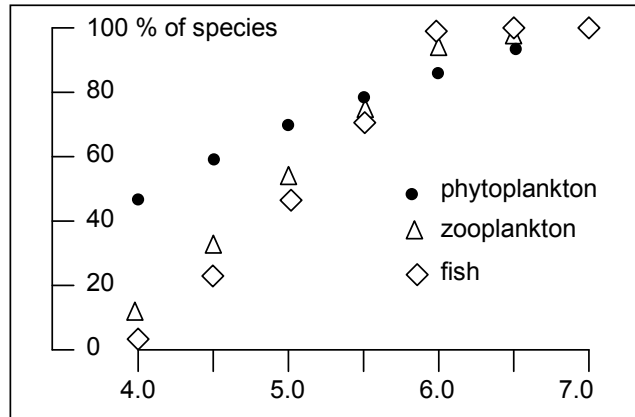 100 % of species
80
60
● phytoplankton
40
△ zooplankton
◇ fish
20
0
4.0 5.0 6.0 7.0